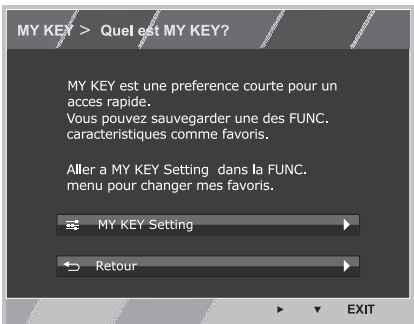 MY KEY > Quel est MY KEY?
MY KEY est une preference courte pour un
acces rapide.
Vous pouvez sauvegarder une des FUNC.
caracteristiques comme favoris.
Aller a MY KEY Setting dans la FUNC.
menu pour changer mes favoris.
MY KEY Setting
Retour
EXIT